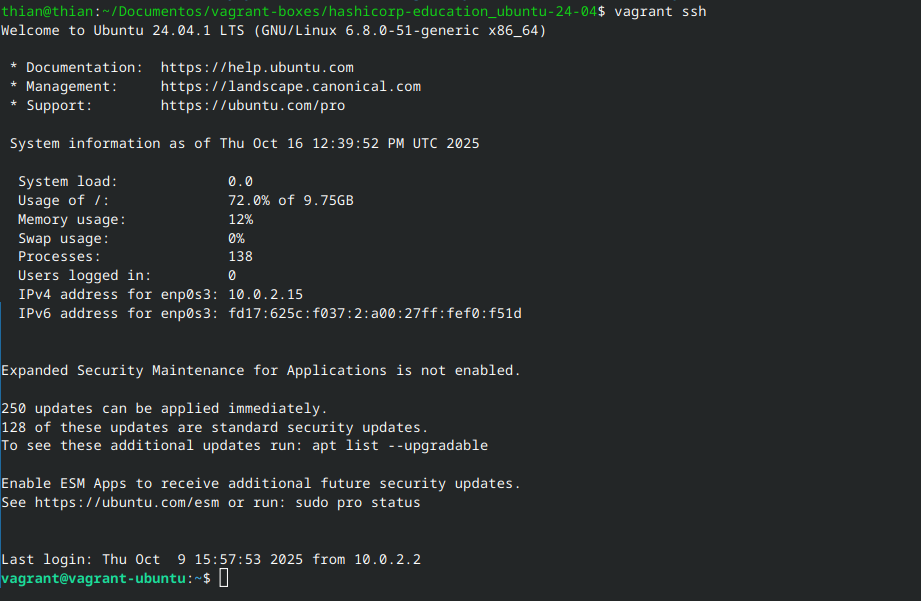 thian@thian:~/Documentos/vagrant-boxes/hashicorp-education_ubuntu-24-04$ vagrant ssh
Welcome to Ubuntu 24.04.1 LTS (GNU/Linux 6.8.0-51-generic x86_64)
* Documentation:  https://help.ubuntu.com
* Management:     https://landscape.canonical.com
* Support:        https://ubuntu.com/pro
System information as of Thu Oct 16 12:39:52 PM UTC 2025
System load:             0.0
Usage of /:              72.0% of 9.75GB
Memory usage:            12%
Swap usage:              0%
Processes:               138
Users logged in:         0
IPv4 address for enp0s3: 10.0.2.15
IPv6 address for enp0s3: fd17:625c:f037:2:a00:27ff:fef0:f51d
Expanded Security Maintenance for Applications is not enabled.
250 updates can be applied immediately.
128 of these updates are standard security updates.
To see these additional updates run: apt list --upgradable
Enable ESM Apps to receive additional future security updates.
See https://ubuntu.com/esm or run: sudo pro status
Last login: Thu Oct  9 15:57:53 2025 from 10.0.2.2
vagrant@vagrant-ubuntu:~$